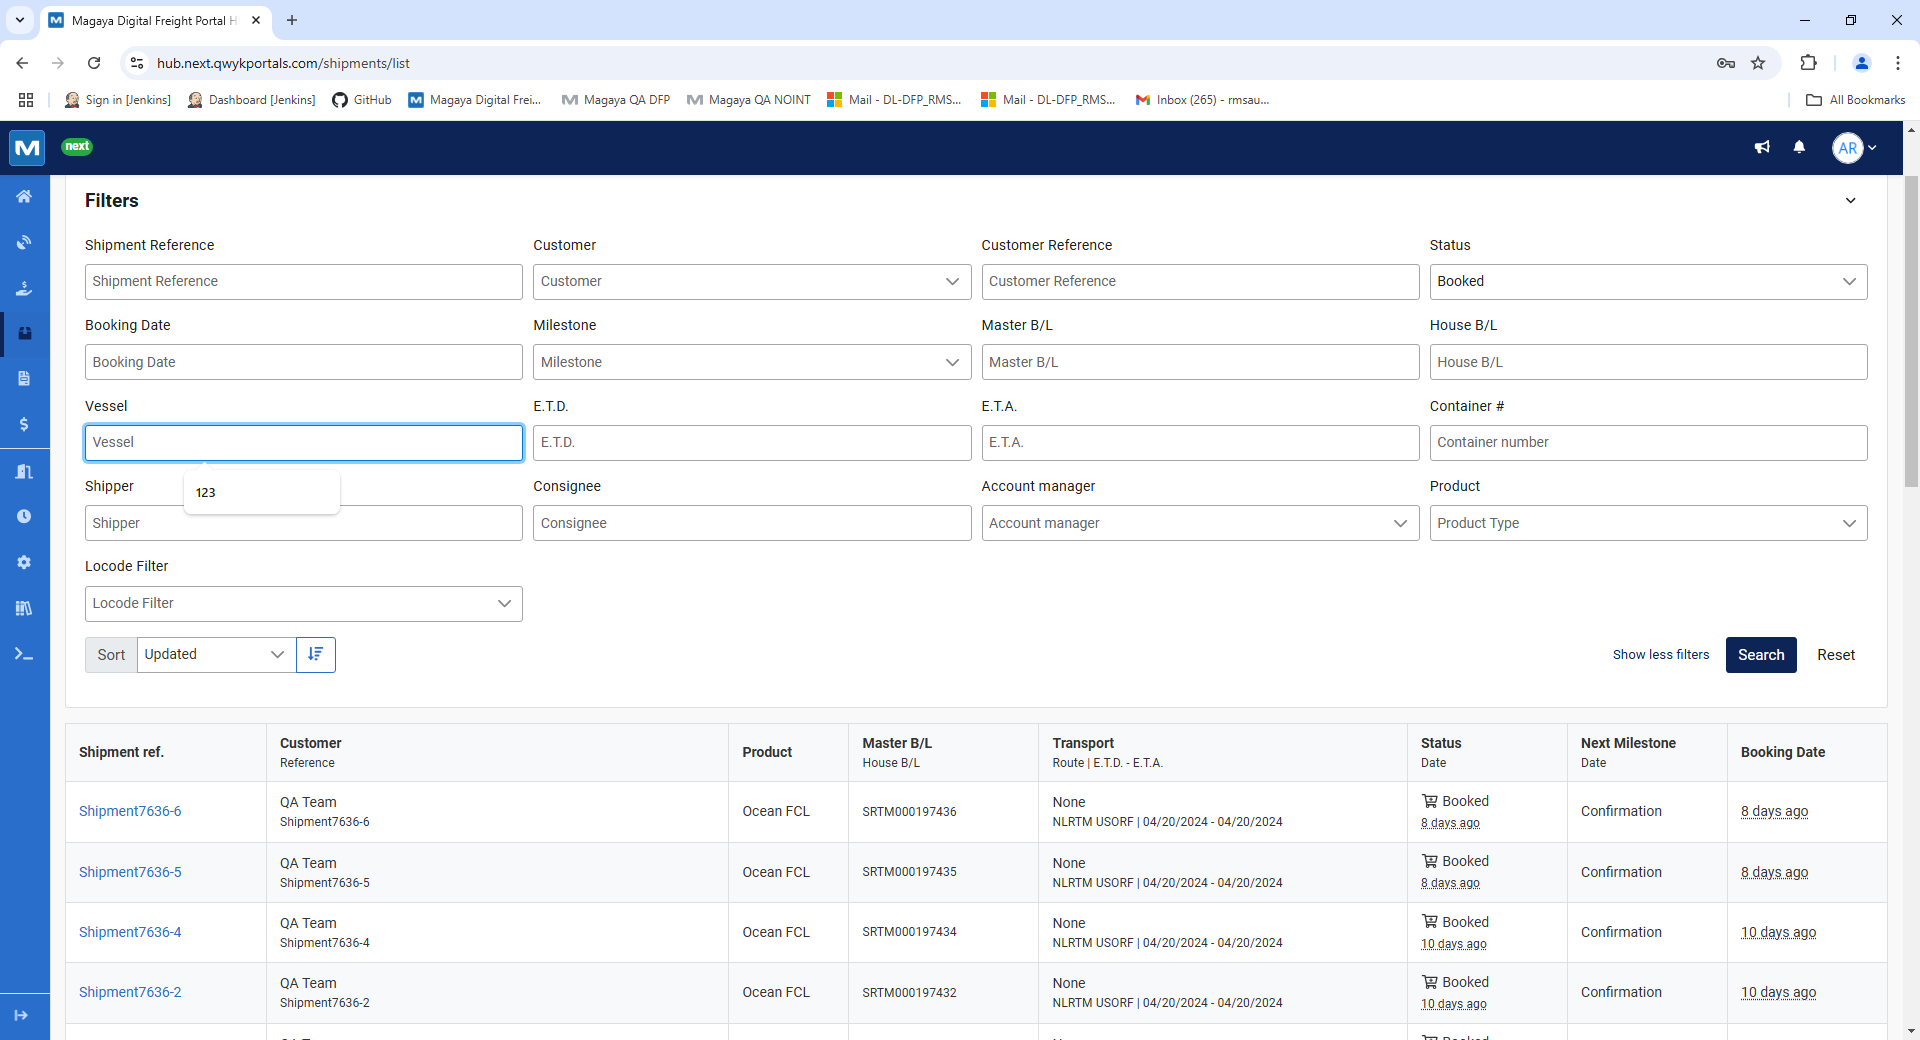 Magaya Digital Freight Portal H
hub.next.qwykportals.com/shipments/list
Sign in [Jenkins]
Dashboard [Jenkins]
GitHub
Magaya Digital Frei...
Magaya QA DFP
Magaya QA NOINT
Mail - DL-DFP_RMS...
Mail - DL-DFP_RMS...
Inbox (265) - rmsau...
All Bookmarks
next
AR
Filters
Shipment Reference
Customer
Customer Reference
Status
Shipment Reference
Customer
Customer Reference
Booked
Booking Date
Milestone
Master B/L
House B/L
Booking Date
Milestone
Master B/L
House B/L
Vessel
E.T.D.
E.T.A.
Container #
Vessel
E.T.D.
E.T.A.
Container number
Shipper
123
Consignee
Account manager
Product
Shipper
Consignee
Account manager
Product Type
Locode Filter
Locode Filter
Sort
Updated
Show less filters
Search
Reset
Shipment ref.
Customer
Reference
Product
Master B/L
House B/L
Transport
Route | E.T.D. - E.T.A.
Status
Date
Next Milestone
Date
Booking Date
Shipment7636-6
QA Team
Shipment7636-6
Ocean FCL
SRTM000197436
None
NLRTM USORF | 04/20/2024 - 04/20/2024
Booked
8 days ago
Confirmation
8 days ago
Shipment7636-5
QA Team
Shipment7636-5
Ocean FCL
SRTM000197435
None
NLRTM USORF | 04/20/2024 - 04/20/2024
Booked
8 days ago
Confirmation
8 days ago
Shipment7636-4
QA Team
Shipment7636-4
Ocean FCL
SRTM000197434
None
NLRTM USORF | 04/20/2024 - 04/20/2024
Booked
10 days ago
Confirmation
10 days ago
Shipment7636-2
QA Team
Shipment7636-2
Ocean FCL
SRTM000197432
None
NLRTM USORF | 04/20/2024 - 04/20/2024
Booked
10 days ago
Confirmation
10 days ago